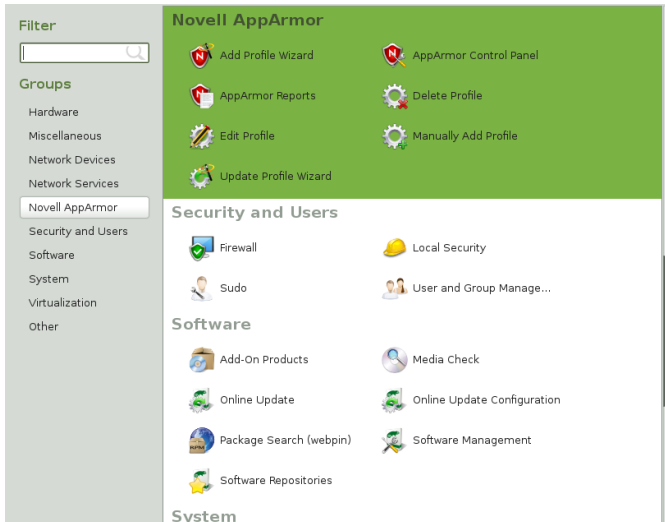 Filter
Groups
Hardware
Miscellaneous
Network Devices
Network Services
Novell AppArmor
Security and Users
Software
System
Virtualization
Other
Novell AppArmor
Add Profile Wizard
AppArmor Control Panel
AppArmor Reports
Delete Profile
Edit Profile
Manually Add Profile
Update Profile Wizard
Security and Users
Firewall
Local Security
Sudo
User and Group Manage...
Software
Add-On Products
Media Check
Online Update
Online Update Configuration
Package Search (webpin)
Software Management
Software Repositories
System